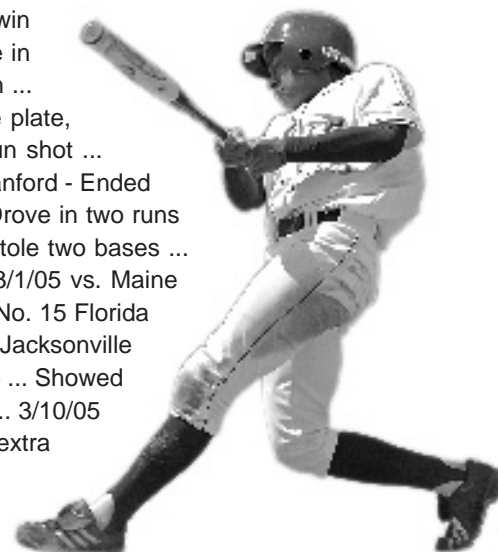 win
in
...
plate,
un shot ...
anford - Ended
Drove in two runs
tole two bases ...
3/1/05 vs. Maine
No. 15 Florida
Jacksonville
... Showed
.. 3/10/05
extra